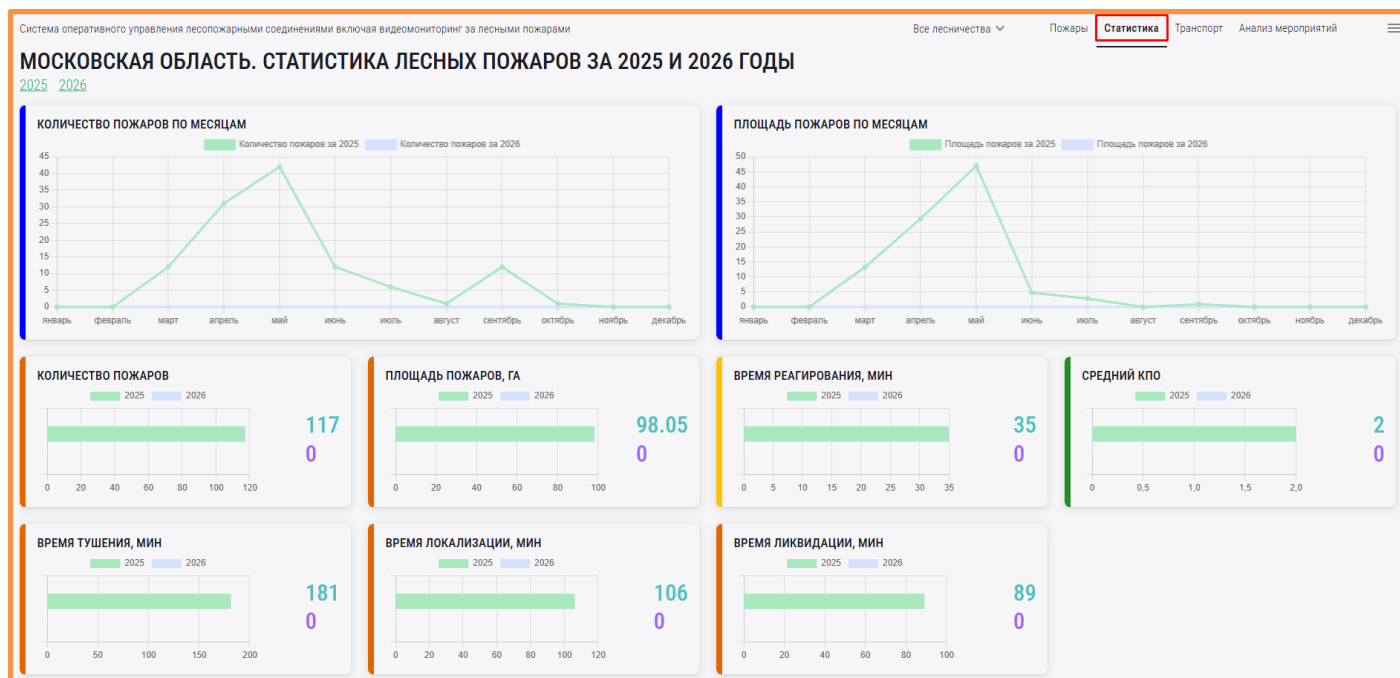 Система оперативного управления лесопожарными соединениями включая видеомониторинг за лесными пожарами
Все лесничества
Пожары Статистика Транспорт Анализ мероприятий
МОСКОВСКАЯ ОБЛАСТЬ. СТАТИСТИКА ЛЕСНЫХ ПОЖАРОВ ЗА 2025 И 2026 ГОДЫ
2025 2026
КОЛИЧЕСТВО ПОЖАРОВ ПО МЕСЯЦАМ
Количество пожаров за 2025 Количество пожаров за 2026
45
40
35
30
25
20
15
10
5
0
январь февраль март апрель май июнь июль август сентябрь октябрь ноябрь декабрь
ПЛОЩАДЬ ПОЖАРОВ ПО МЕСЯЦАМ
Площадь пожаров за 2025 Площадь пожаров за 2026
50
45
40
35
30
25
20
15
10
5
0
январь февраль март апрель май июнь июль август сентябрь октябрь ноябрь декабрь
КОЛИЧЕСТВО ПОЖАРОВ
2025 2026
117
0
0 20 40 60 80 100 120
ПЛОЩАДЬ ПОЖАРОВ, ГА
2025 2026
98.05
0
0 20 40 60 80 100
ВРЕМЯ РЕАГИРОВАНИЯ, МИН
2025 2026
35
0
0 5 10 15 20 25 30 35
СРЕДНИЙ КПО
2025 2026
2
0
0 0,5 1,0 1,5 2,0
ВРЕМЯ ТУШЕНИЯ, МИН
2025 2026
181
0
0 50 100 150 200
ВРЕМЯ ЛОКАЛИЗАЦИИ, МИН
2025 2026
106
0
0 20 40 60 80 100 120
ВРЕМЯ ЛИКВИДАЦИИ, МИН
2025 2026
89
0
0 20 40 60 80 100